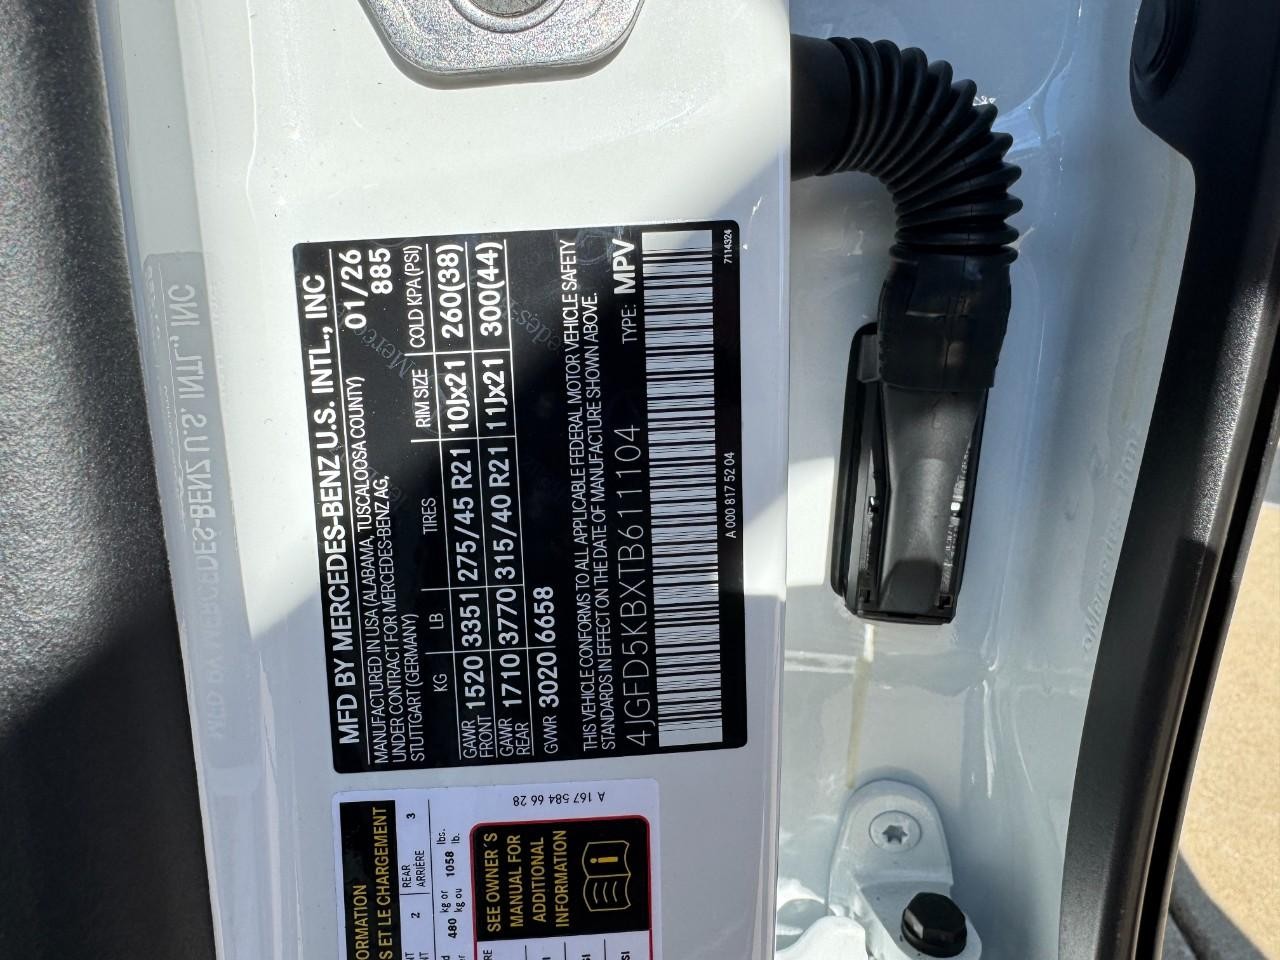 MFD BY MERCEDES-BENZ U.S. INTL., INC
MANUFACTURED IN USA (ALABAMA, TUSCALOOSA COUNTY) 01/26
UNDER CONTRACT FOR MERCEDES-BENZ AG, 885
STUTTGART (GERMANY)
KG LB TIRES RIM SIZE COLD KPA(PSI)
GAWR FRONT 1520 3351 275/45 R21 10Jx21 260(38)
GAWR REAR 1710 3770 315/40 R21 11Jx21 300(44)
GVWR 3020 6658
THIS VEHICLE CONFORMS TO ALL APPLICABLE FEDERAL MOTOR VEHICLE SAFETY
STANDARDS IN EFFECT ON THE DATE OF MANUFACTURE SHOWN ABOVE.
4JGFD5KBXTB611104 TYPE: MPV
A 000 817 52 04 7114324
A 167 584 66 28
ORMATION
S ET LE CHARGEMENT
2 REAR 3
ARRIÈRE
480 kg or 1058 lbs.
kg ou lb.
SEE OWNER'S
MANUAL FOR
ADDITIONAL
INFORMATION